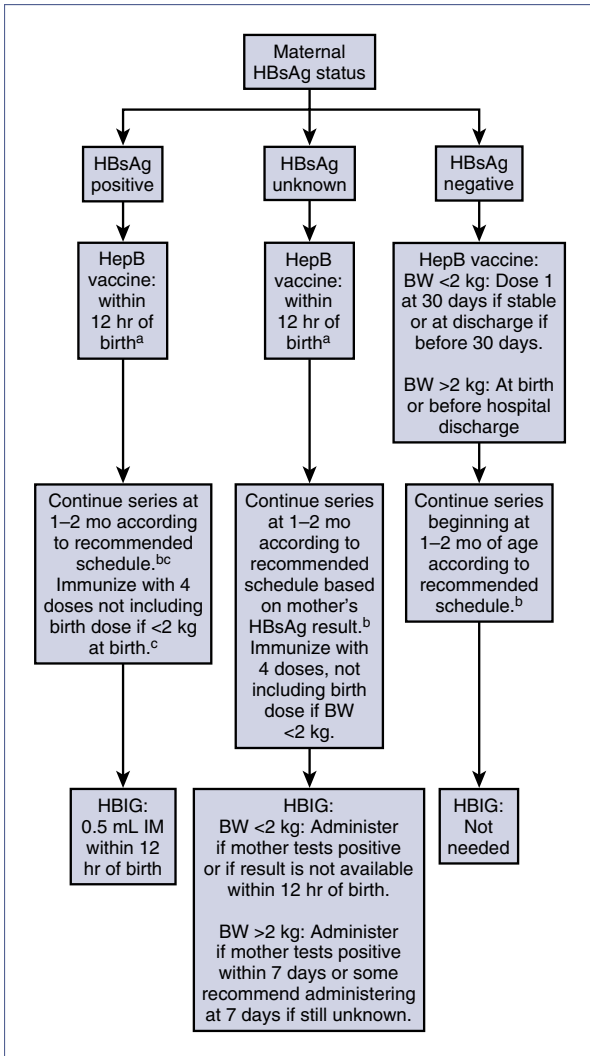 Maternal
HBsAg status
HBsAg
positive
HBsAg
unknown
HBsAg
negative
HepB
vaccine:
within
12 hr of
birthᵃ
HepB
vaccine:
within
12 hr of
birthᵃ
HepB vaccine:
BW <2 kg: Dose 1
at 30 days if stable
or at discharge if
before 30 days.
BW >2 kg: At birth
or before hospital
discharge
Continue series at
1–2 mo according
to recommended
schedule.ᵇᶜ
Immunize with 4
doses not including
birth dose if <2 kg
at birth.ᶜ
Continue series
at 1–2 mo
according to
recommended
schedule based
on mother's
HBsAg result.ᵇ
Immunize with
4 doses, not
including birth
dose if BW
<2 kg.
Continue series
beginning at
1–2 mo of age
according to
recommended
schedule.ᵇ
HBIG:
0.5 mL IM
within 12
hr of birth
HBIG:
BW <2 kg: Administer
if mother tests positive
or if result is not available
within 12 hr of birth.
BW >2 kg: Administer
if mother tests positive
within 7 days or some
recommend administering
at 7 days if still unknown.
HBIG:
Not
needed